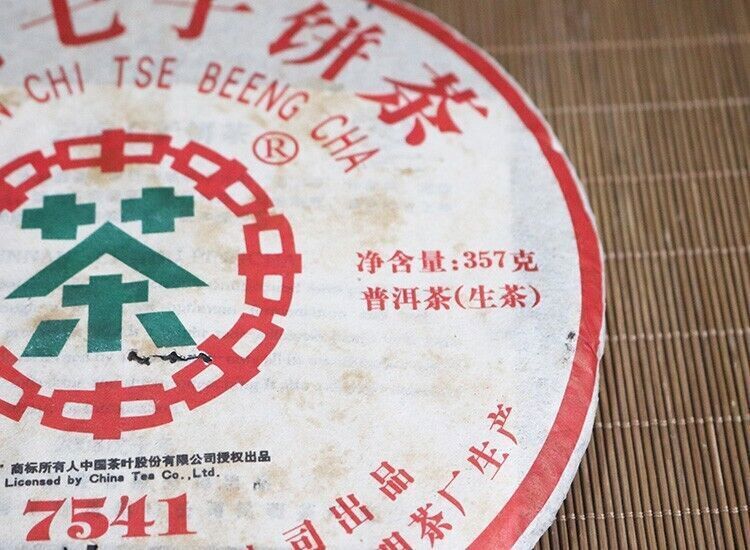 七子饼茶
CHI TSE BEENG CHA
®
茶
净含量:357克
普洱茶(生茶)
商标所有人中国茶叶股份有限公司授权出品
Licensed by China Tea Co.,Ltd.
7541
司出品
明茶厂生产